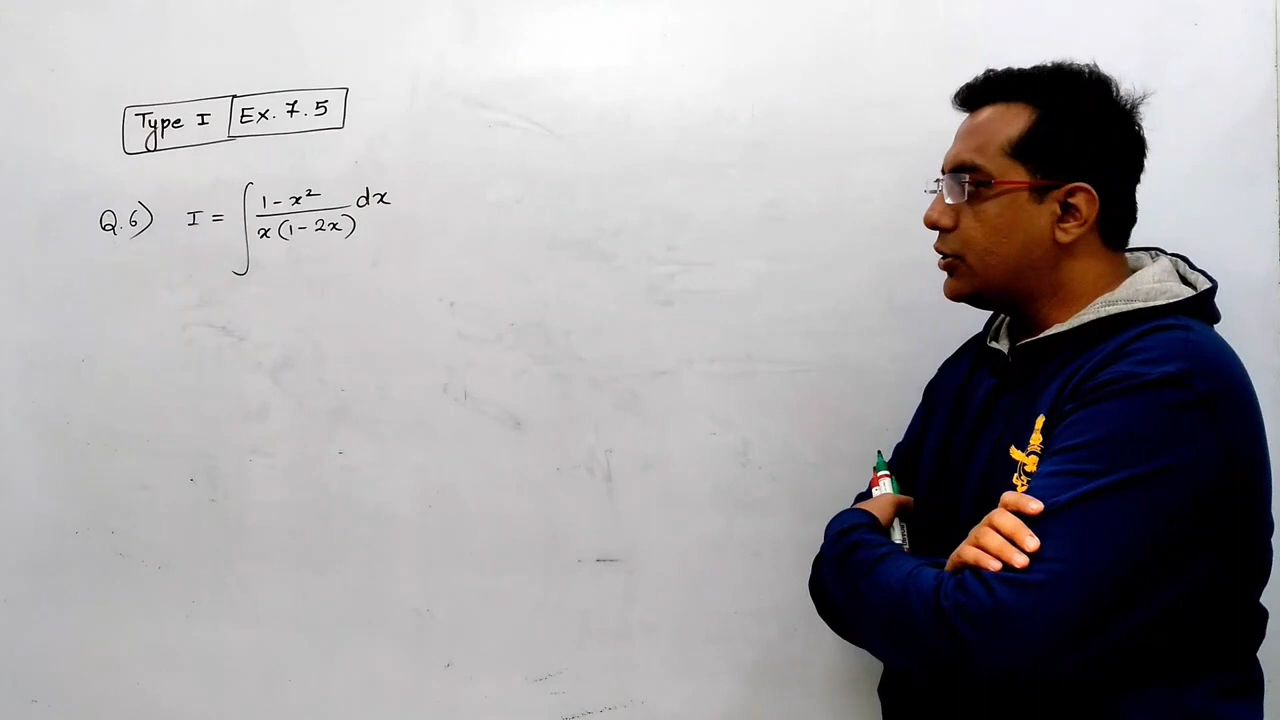 Type I Ex. 7.5
Q.6) I = ∫ (1 - x²) / (x(1 - 2x)) dx